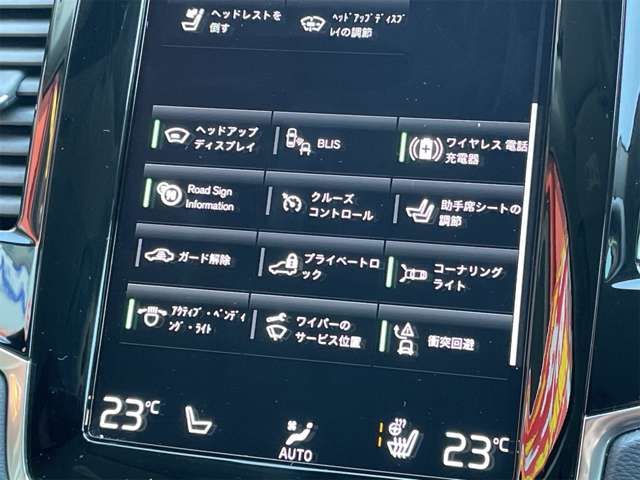 ヘッドレストを
倒す
ﾍｯﾄﾞｱｯﾌﾟﾃﾞｨｽﾌﾟ
ﾚｲの調節
ヘッドアップ
ディスプレイ
BLIS
ワイヤレス 電話
充電器
Road Sign
Information
クルーズ
コントロール
助手席シートの
調節
ガード解除
プライベートロ
ック
コーナリング
ライト
ｱｸﾃｨﾌﾞ・ﾍﾞﾝﾃﾞｨ
ﾝｸﾞ・ﾗｲﾄ
ワイパーの
サービス位置
衝突回避
23°C
AUTO
23°C